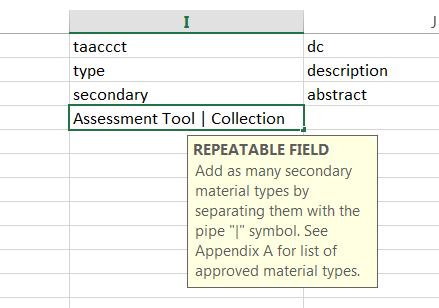 I J
taaccct dc
type description
secondary abstract
Assessment Tool | Collection
REPEATABLE FIELD
Add as many secondary
material types by
separating them with the
pipe "|" symbol. See
Appendix A for list of
approved material types.